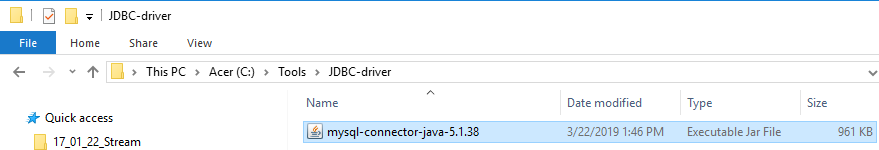 JDBC-driver
File Home Share View
This PC Acer (C:) Tools JDBC-driver
Name Date modified Type Size
Quick access
mysql-connector-java-5.1.38 3/22/2019 1:46 PM Executable Jar File 961 KB
17_01_22_Stream